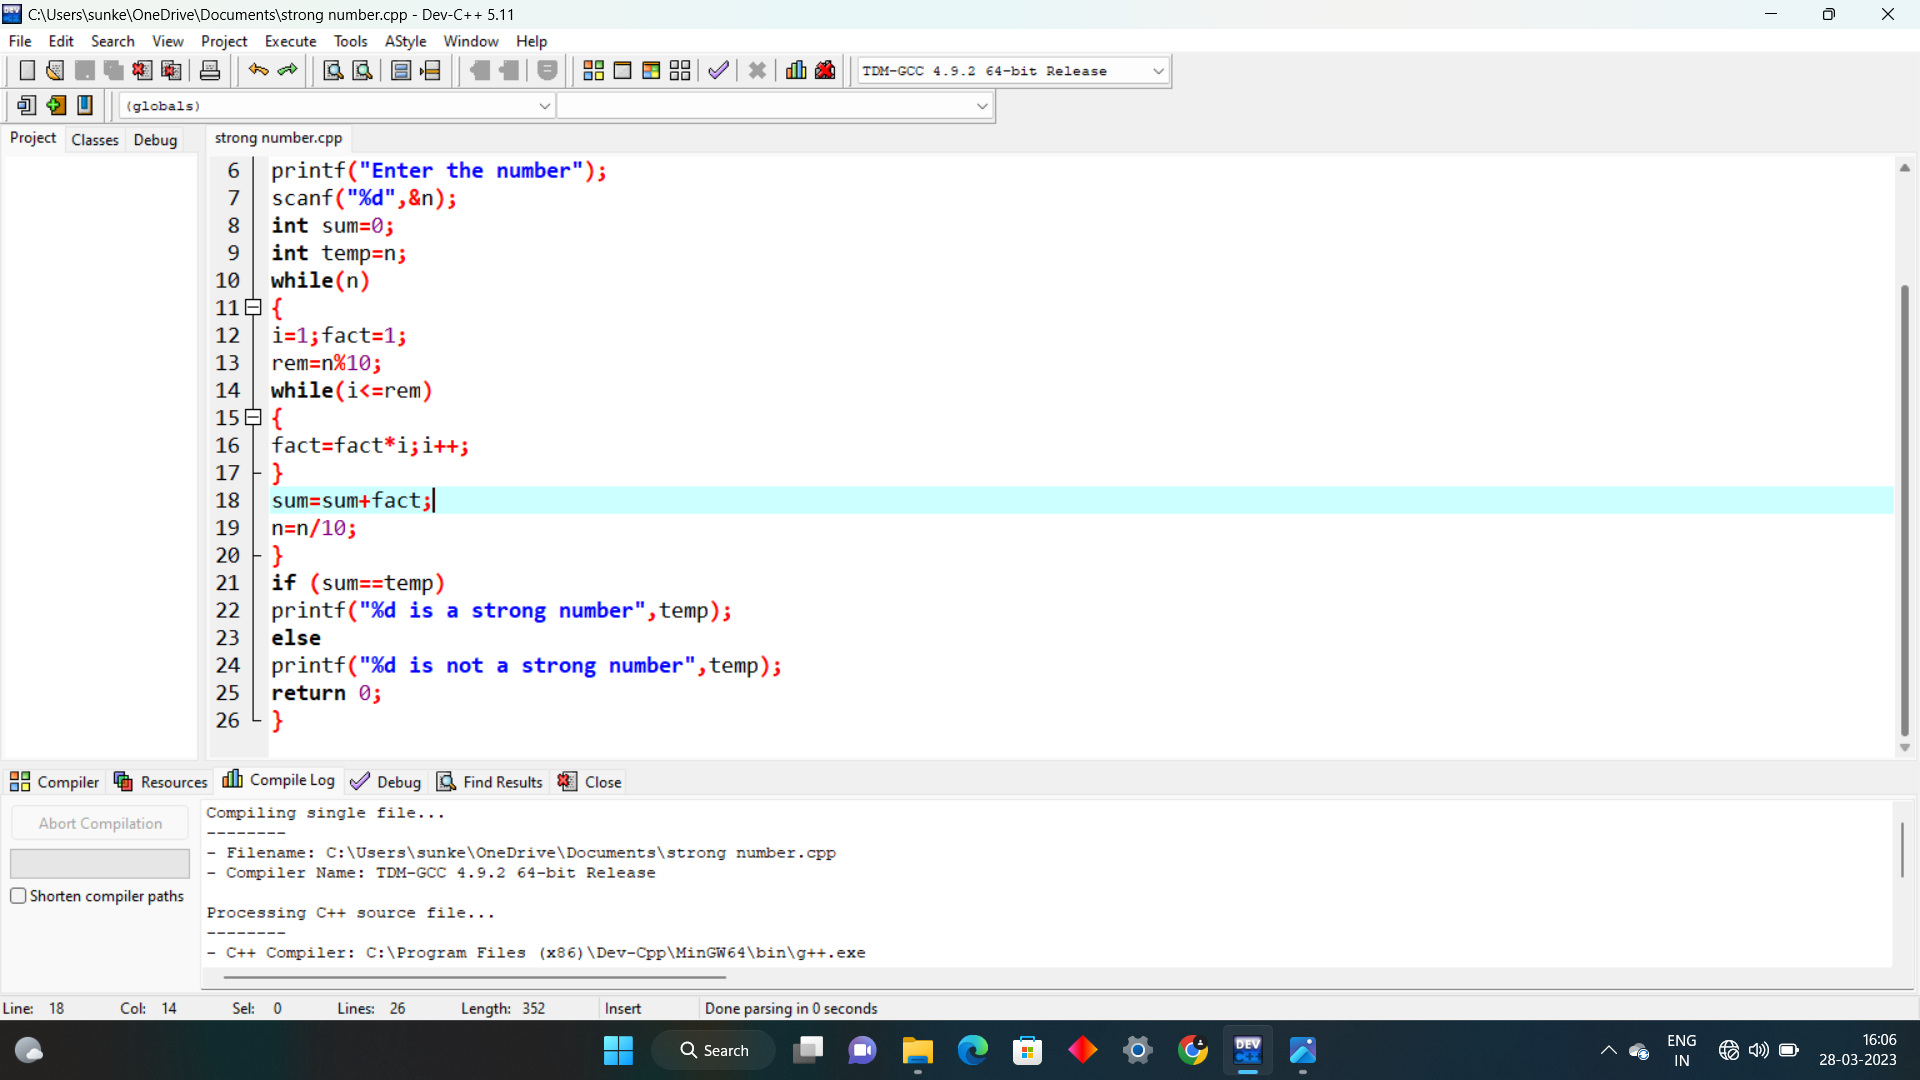 C:\Users\sunke\OneDrive\Documents\strong number.cpp - Dev-C++ 5.11
File Edit Search View Project Execute Tools AStyle Window Help
TDM-GCC 4.9.2 64-bit Release
(globals)
Project Classes Debug
strong number.cpp
6 printf("Enter the number");
7 scanf("%d",&n);
8 int sum=0;
9 int temp=n;
10 while(n)
11 {
12 i=1;fact=1;
13 rem=n%10;
14 while(i<=rem)
15 {
16 fact=fact*i;i++;
17 }
18 sum=sum+fact;
19 n=n/10;
20 }
21 if (sum==temp)
22 printf("%d is a strong number",temp);
23 else
24 printf("%d is not a strong number",temp);
25 return 0;
26 }
Compiler Resources Compile Log Debug Find Results Close
Abort Compilation
Shorten compiler paths
Compiling single file...
--------
- Filename: C:\Users\sunke\OneDrive\Documents\strong number.cpp
- Compiler Name: TDM-GCC 4.9.2 64-bit Release
Processing C++ source file...
--------
- C++ Compiler: C:\Program Files (x86)\Dev-Cpp\MinGW64\bin\g++.exe
Line: 18 Col: 14 Sel: 0 Lines: 26 Length: 352 Insert Done parsing in 0 seconds
Search
DEV C++
ENG
IN
16:06
28-03-2023